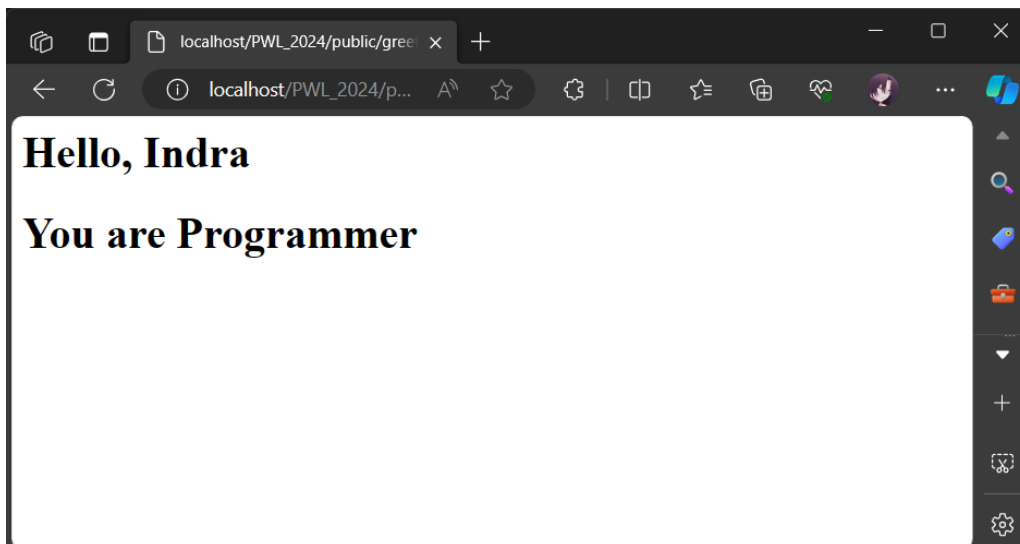 localhost/PWL_2024/public/gree
localhost/PWL_2024/p...
Hello, Indra
You are Programmer